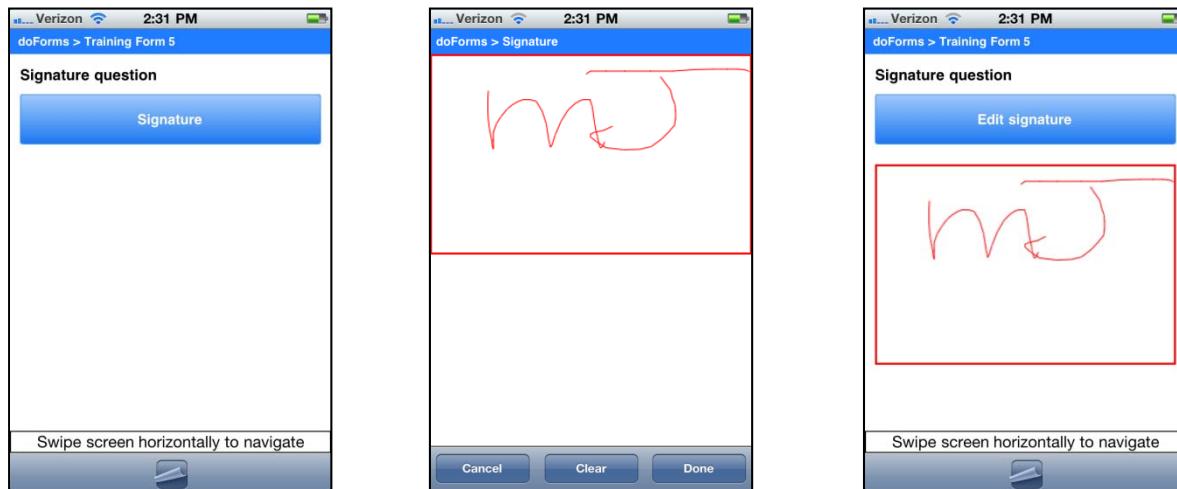 Verizon 2:31 PM
doForms > Training Form 5
Signature question
Signature
Swipe screen horizontally to navigate
Verizon 2:31 PM
doForms > Signature
mJ
Cancel Clear Done
Verizon 2:31 PM
doForms > Training Form 5
Signature question
Edit signature
mJ
Swipe screen horizontally to navigate